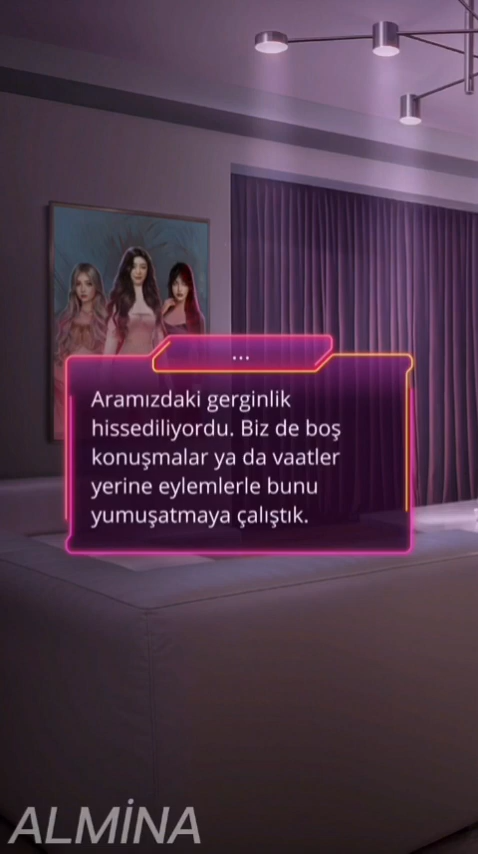 ...
Aramızdaki gerginlik
hissediliyordu. Biz de boş
konuşmalar ya da vaatler
yerine eylemlerle bunu
yumuşatmaya çalıştık.
ALMİNA